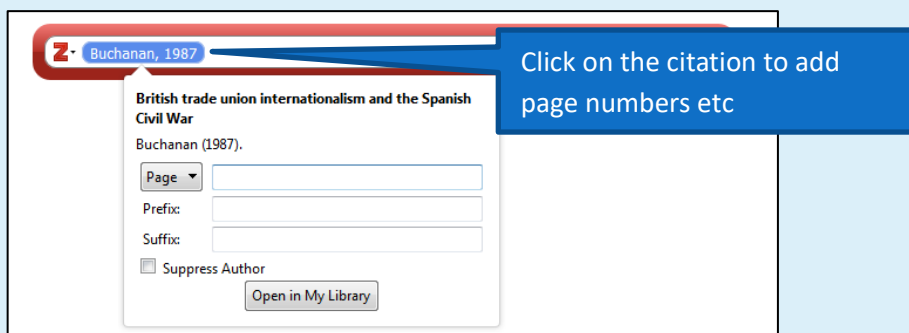 Z Buchanan, 1987
Click on the citation to add
page numbers etc
British trade union internationalism and the Spanish
Civil War
Buchanan (1987).
Page
Prefix:
Suffix:
Suppress Author
Open in My Library